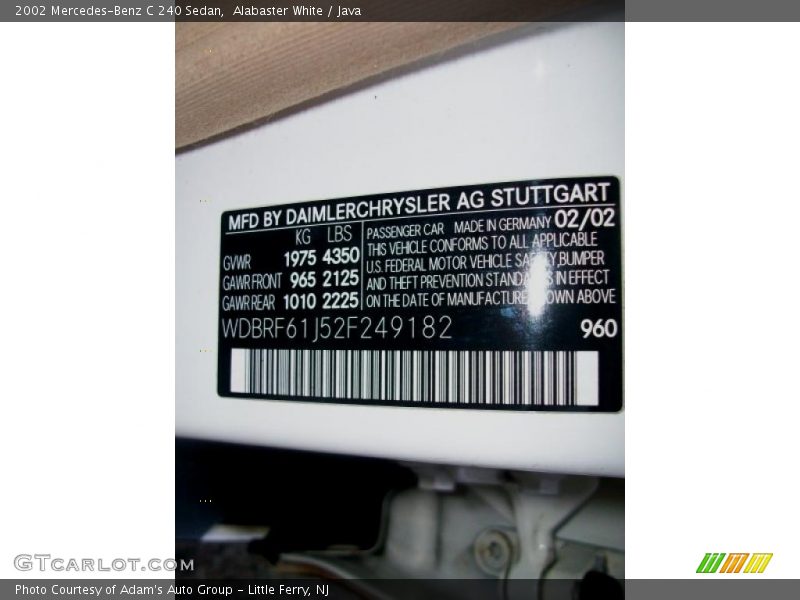 2002 Mercedes-Benz C 240 Sedan,  Alabaster White / Java
MFD BY DAIMLERCHRYSLER AG STUTTGART
KG LBS
GVWR 1975 4350
GAWR FRONT 965 2125
GAWR REAR 1010 2225
PASSENGER CAR MADE IN GERMANY 02/02
THIS VEHICLE CONFORMS TO ALL APPLICABLE
U.S. FEDERAL MOTOR VEHICLE SAFETY, BUMPER
AND THEFT PREVENTION STANDARDS IN EFFECT
ON THE DATE OF MANUFACTURE SHOWN ABOVE
WDBRF61J52F249182 960
GTCARLOT.COM
Photo Courtesy of Adam's Auto Group - Little Ferry, NJ